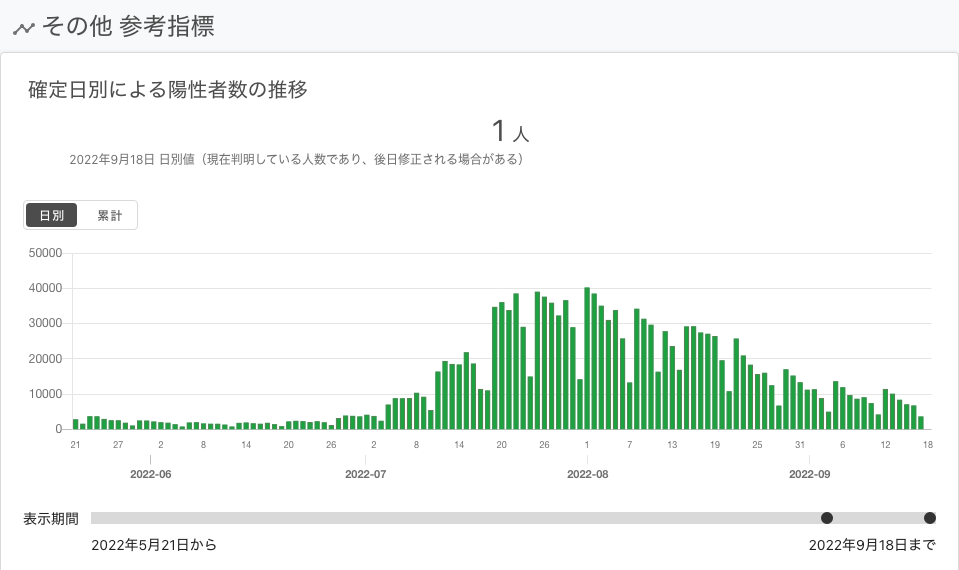 その他 参考指標
確定日別による陽性者数の推移
1 人
2022年9月18日 日別値（現在判明している人数であり、後日修正される場合がある）
日別 累計
50000
40000
30000
20000
10000
0
21 27 2 8 14 20 26 2 8 14 20 26 1 7 13 19 25 31 6 12 18
2022-06 2022-07 2022-08 2022-09
表示期間
2022年5月21日から 2022年9月18日まで